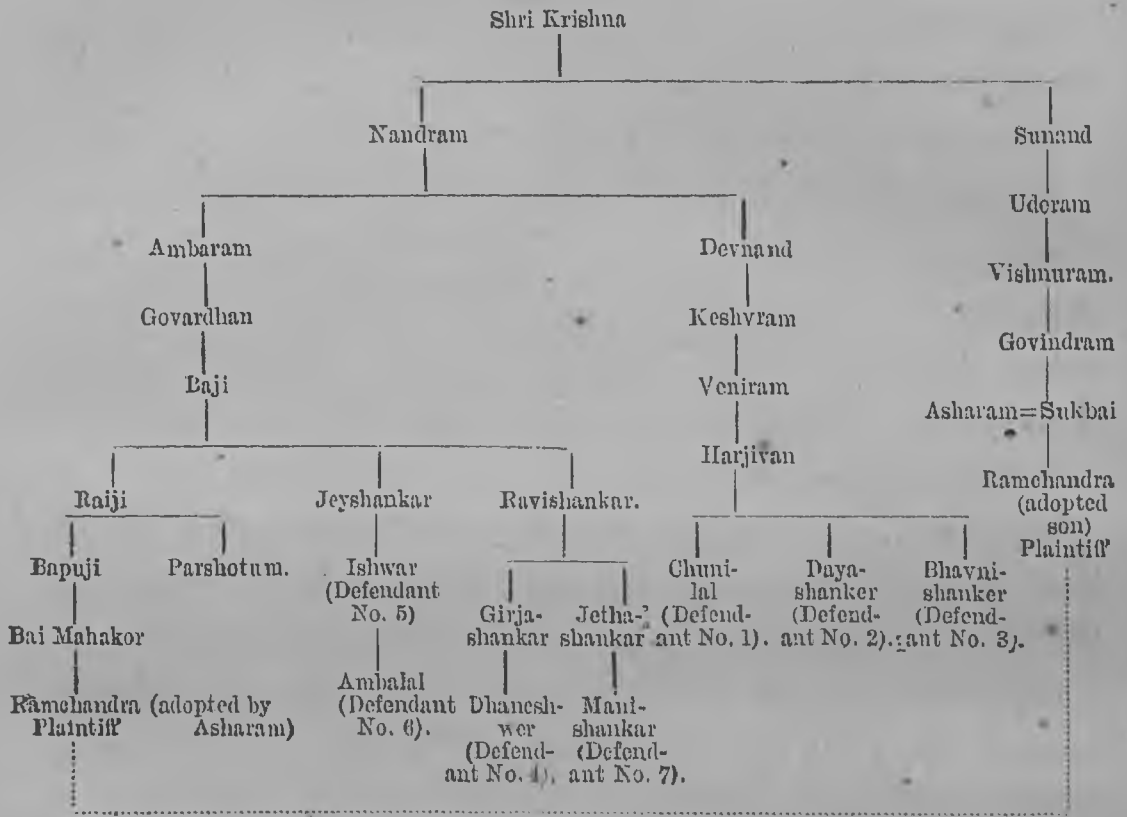 Shri Krishna
Nandram
Sunand
Uderam
Ambaram
Devnand
Vishnuram.
Govardhan
Keshvram
Govindram
Baji
Veniram
Asharam=Sukbai
Harjivan
Ramchandra
(adopted
son)
Plaintiff
Raiji
Jeyshankar
Ravishankar.
Bapuji
Parshotum.
Ishwar
(Defendant
No. 5)
Girja-
shankar
Jetha-
shankar
Chuni-
lal
(Defend-
ant No. 1).
Daya-
shanker
(Defend-
ant No. 2).
Bhavni-
shanker
(Defend-
ant No. 3).
Bai Mahakor
Ramchandra (adopted by
Plaintiff Asharam)
Ambalal
(Defendant
No. 6).
Dhanesh-
wer
(Defend-
ant No. 4).
Mani-
shankar
(Defend-
ant No. 7).